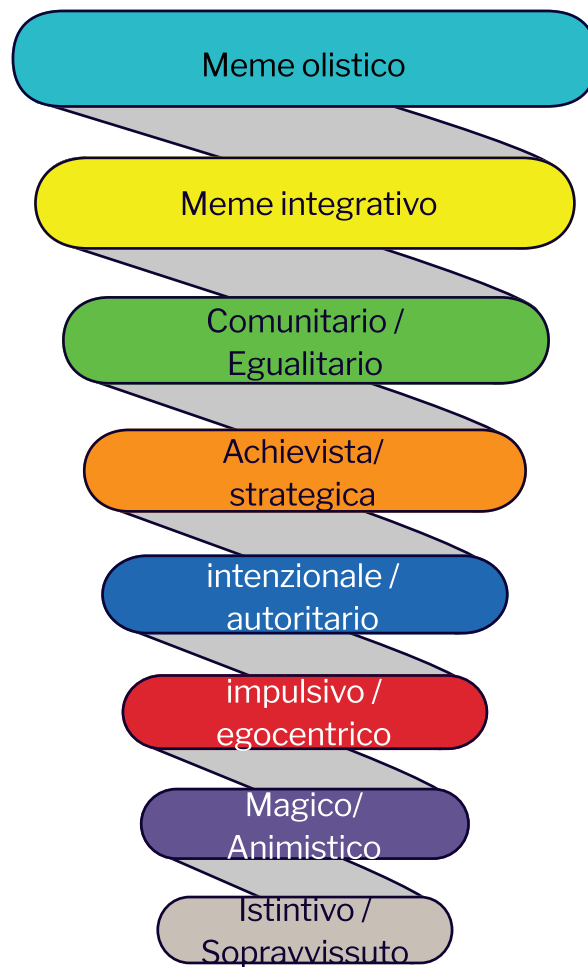 Meme olistico
Meme integrativo
Comunitario /
Egualitario
Achievista/
strategica
intenzionale /
autoritario
impulsivo /
egocentrico
Magico/
Animistico
Istintivo /
Sopravvissuto